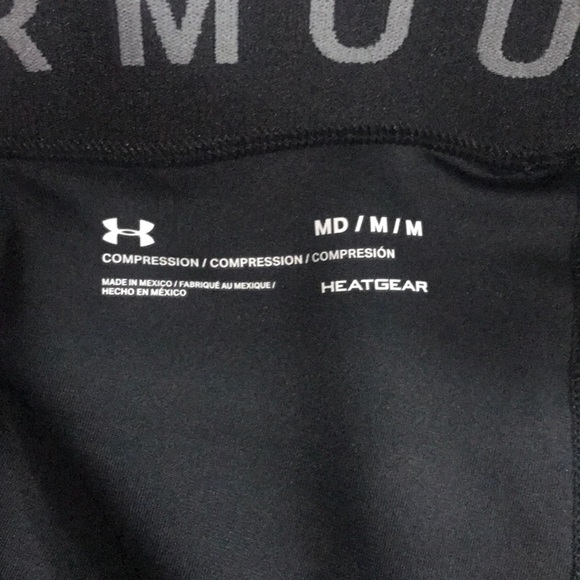 RMOU
MD / M / M
COMPRESSION / COMPRESSION / COMPRESIÓN
MADE IN MEXICO / FABRIQUÉ AU MEXIQUE /
HECHO EN MÉXICO
HEATGEAR